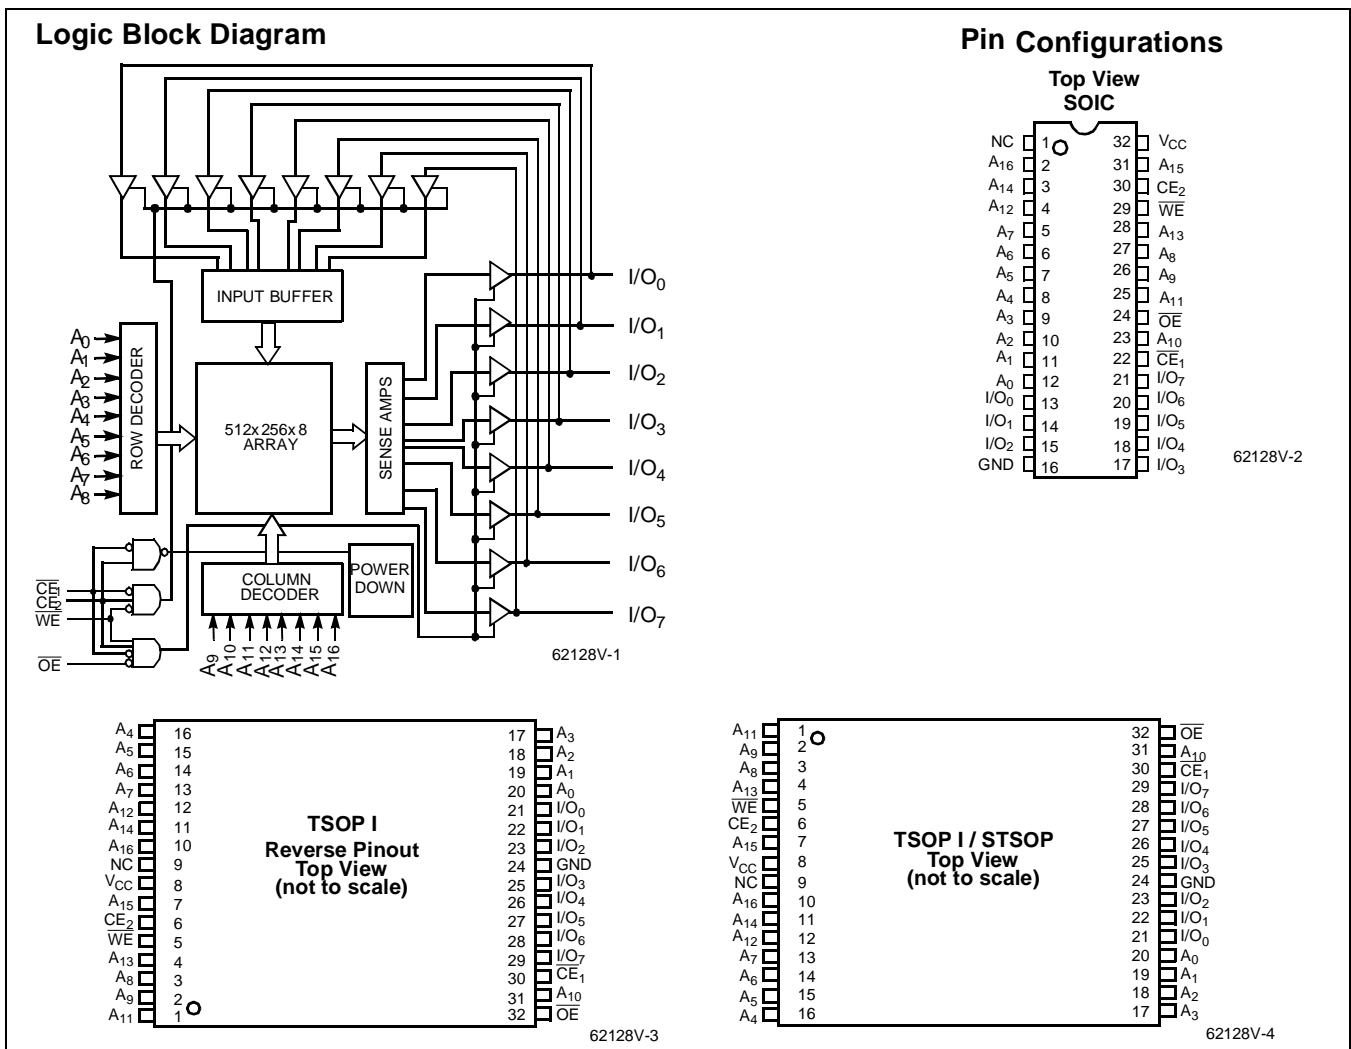 Logic Block Diagram
Pin Configurations
Top View
SOIC
INPUT BUFFER
ROW DECODER
512x256x8
ARRAY
SENSE AMPS
COLUMN
DECODER
POWER
DOWN
A0
A1
A2
A3
A4
A5
A6
A7
A8
C̅E̅1
CE2
W̅E̅
O̅E̅
A9
A10
A11
A12
A13
A14
A15
A16
I/O0
I/O1
I/O2
I/O3
I/O4
I/O5
I/O6
I/O7
62128V-1
NC 1 32 VCC
A16 2 31 A15
A14 3 30 CE2
A12 4 29 W̅E̅
A7 5 28 A13
A6 6 27 A8
A5 7 26 A9
A4 8 25 A11
A3 9 24 O̅E̅
A2 10 23 A10
A1 11 22 C̅E̅1
A0 12 21 I/O7
I/O0 13 20 I/O6
I/O1 14 19 I/O5
I/O2 15 18 I/O4
GND 16 17 I/O3
62128V-2
A4 16 17 A3
A5 15 18 A2
A6 14 19 A1
A7 13 20 A0
A12 12 21 I/O0
A14 11 22 I/O1
A16 10 23 I/O2
NC 9 24 GND
VCC 8 25 I/O3
A15 7 26 I/O4
CE2 6 27 I/O5
W̅E̅ 5 28 I/O6
A13 4 29 I/O7
A8 3 30 C̅E̅1
A9 2 31 A10
A11 1 32 O̅E̅
TSOP I
Reverse Pinout
Top View
(not to scale)
62128V-3
A11 1 32 O̅E̅
A9 2 31 A10
A8 3 30 C̅E̅1
A13 4 29 I/O7
W̅E̅ 5 28 I/O6
CE2 6 27 I/O5
A15 7 26 I/O4
VCC 8 25 I/O3
NC 9 24 GND
A16 10 23 I/O2
A14 11 22 I/O1
A12 12 21 I/O0
A7 13 20 A0
A6 14 19 A1
A5 15 18 A2
A4 16 17 A3
TSOP I / STSOP
Top View
(not to scale)
62128V-4